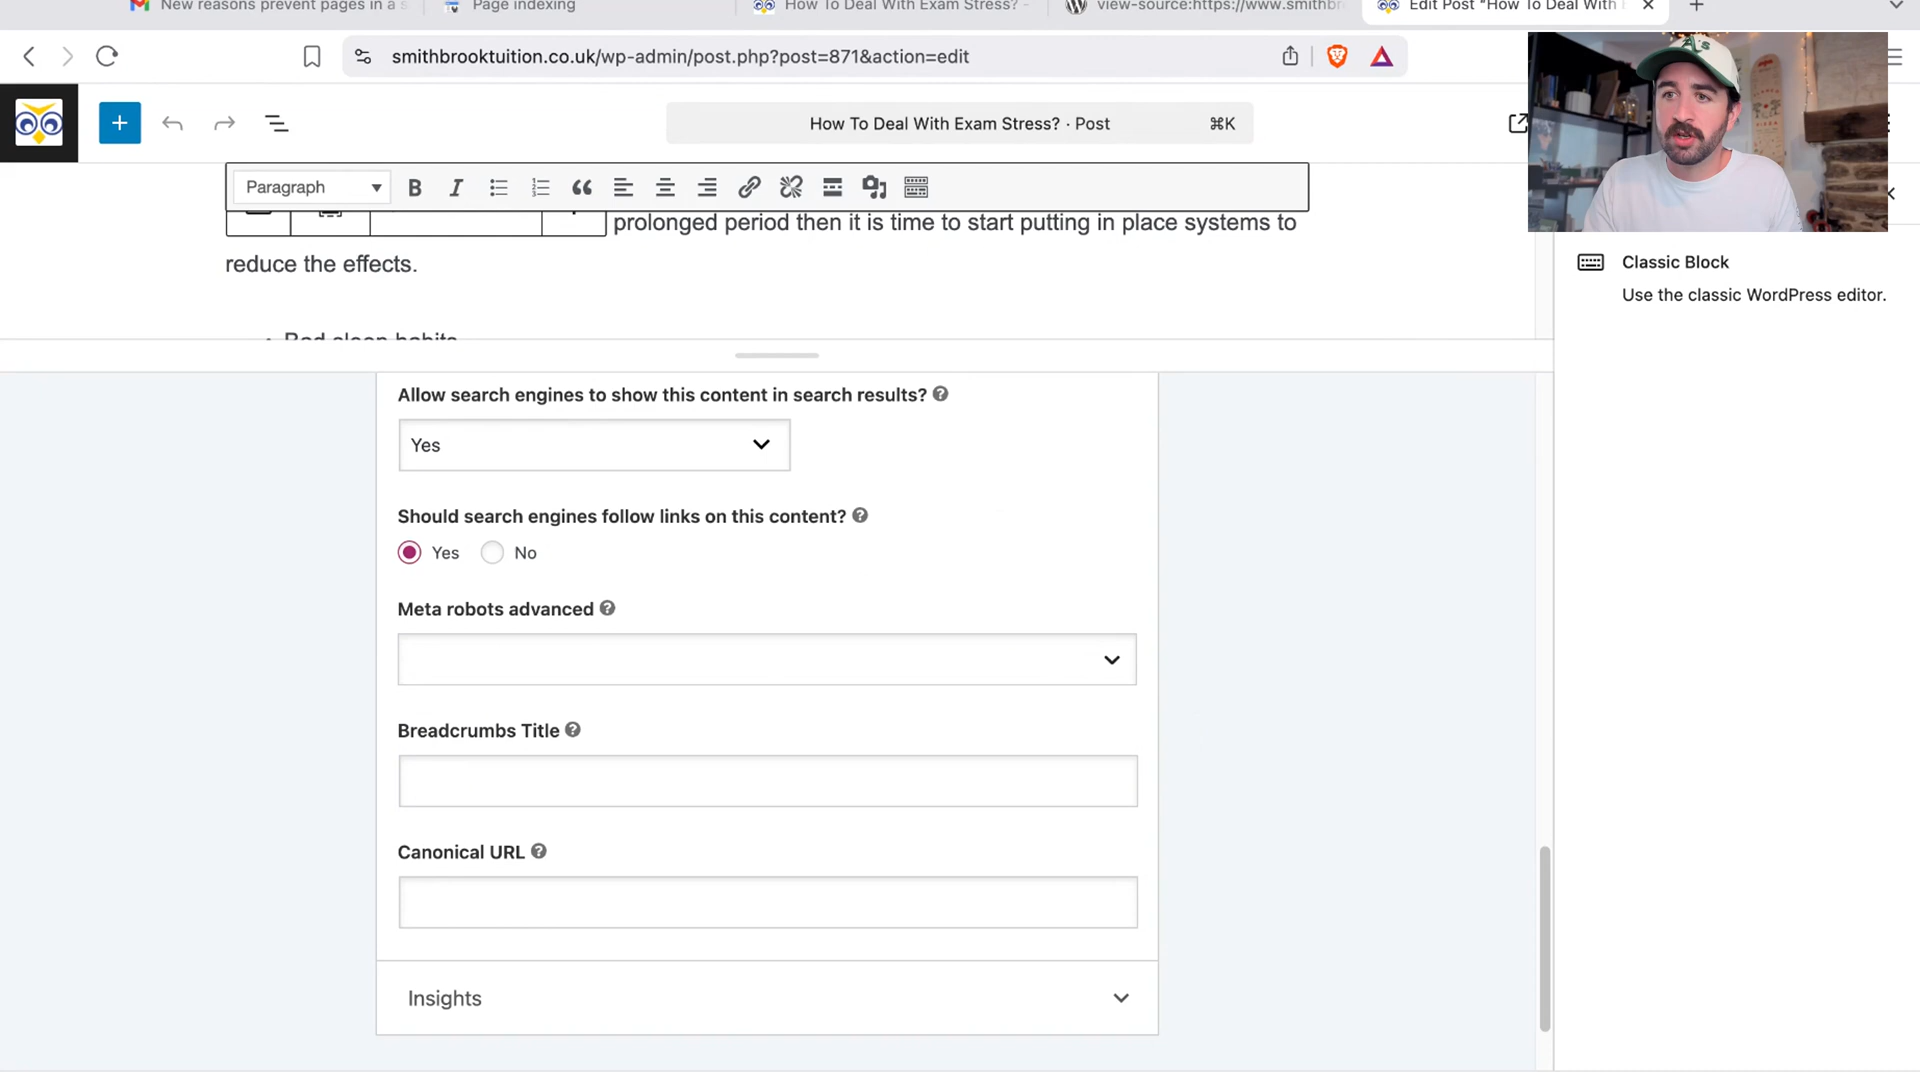 New reasons prevent pages in a s
Page indexing
How To Deal With Exam Stress? -
view-source:https://www.smithbr
Edit Post "How To Deal With
smithbrooktuition.co.uk/wp-admin/post.php?post=871&action=edit
How To Deal With Exam Stress? · Post
⌘K
Paragraph
prolonged period then it is time to start putting in place systems to
reduce the effects.
• Bad sleep habits
Classic Block
Use the classic WordPress editor.
Allow search engines to show this content in search results?
Yes
Should search engines follow links on this content?
Yes No
Meta robots advanced
Breadcrumbs Title
Canonical URL
Insights